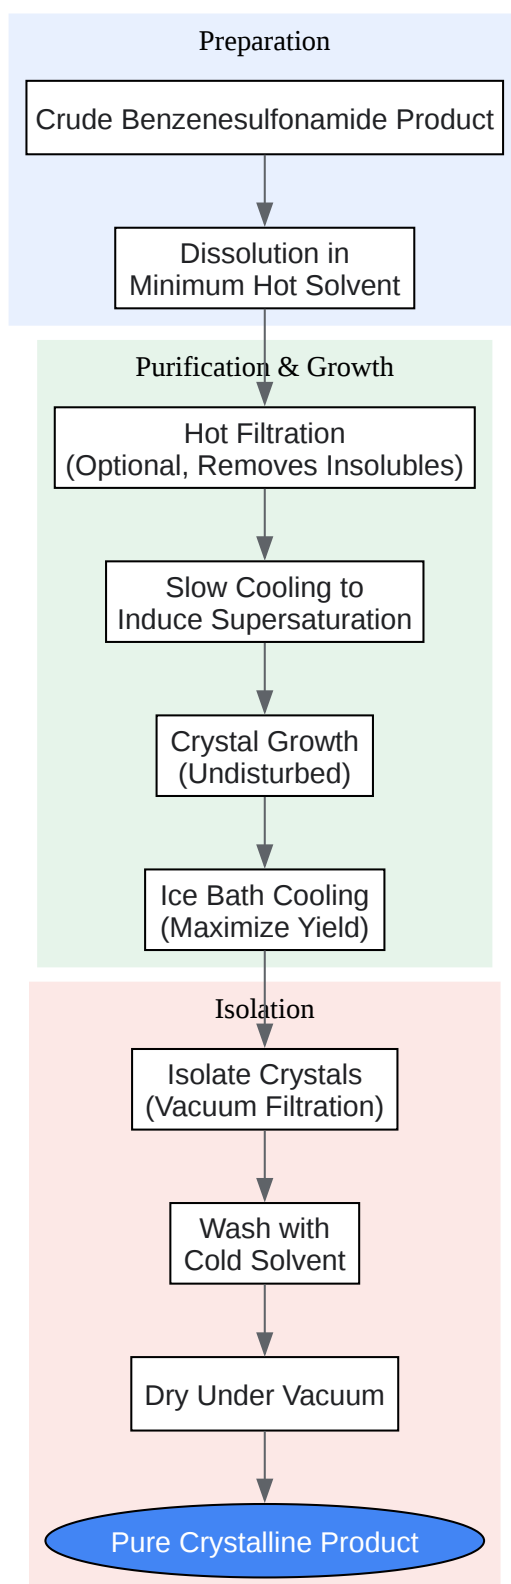 Preparation
Crude Benzenesulfonamide Product
Dissolution in
Minimum Hot Solvent
Purification & Growth
Hot Filtration
(Optional, Removes Insolubles)
Slow Cooling to
Induce Supersaturation
Crystal Growth
(Undisturbed)
Ice Bath Cooling
(Maximize Yield)
Isolation
Isolate Crystals
(Vacuum Filtration)
Wash with
Cold Solvent
Dry Under Vacuum
Pure Crystalline Product